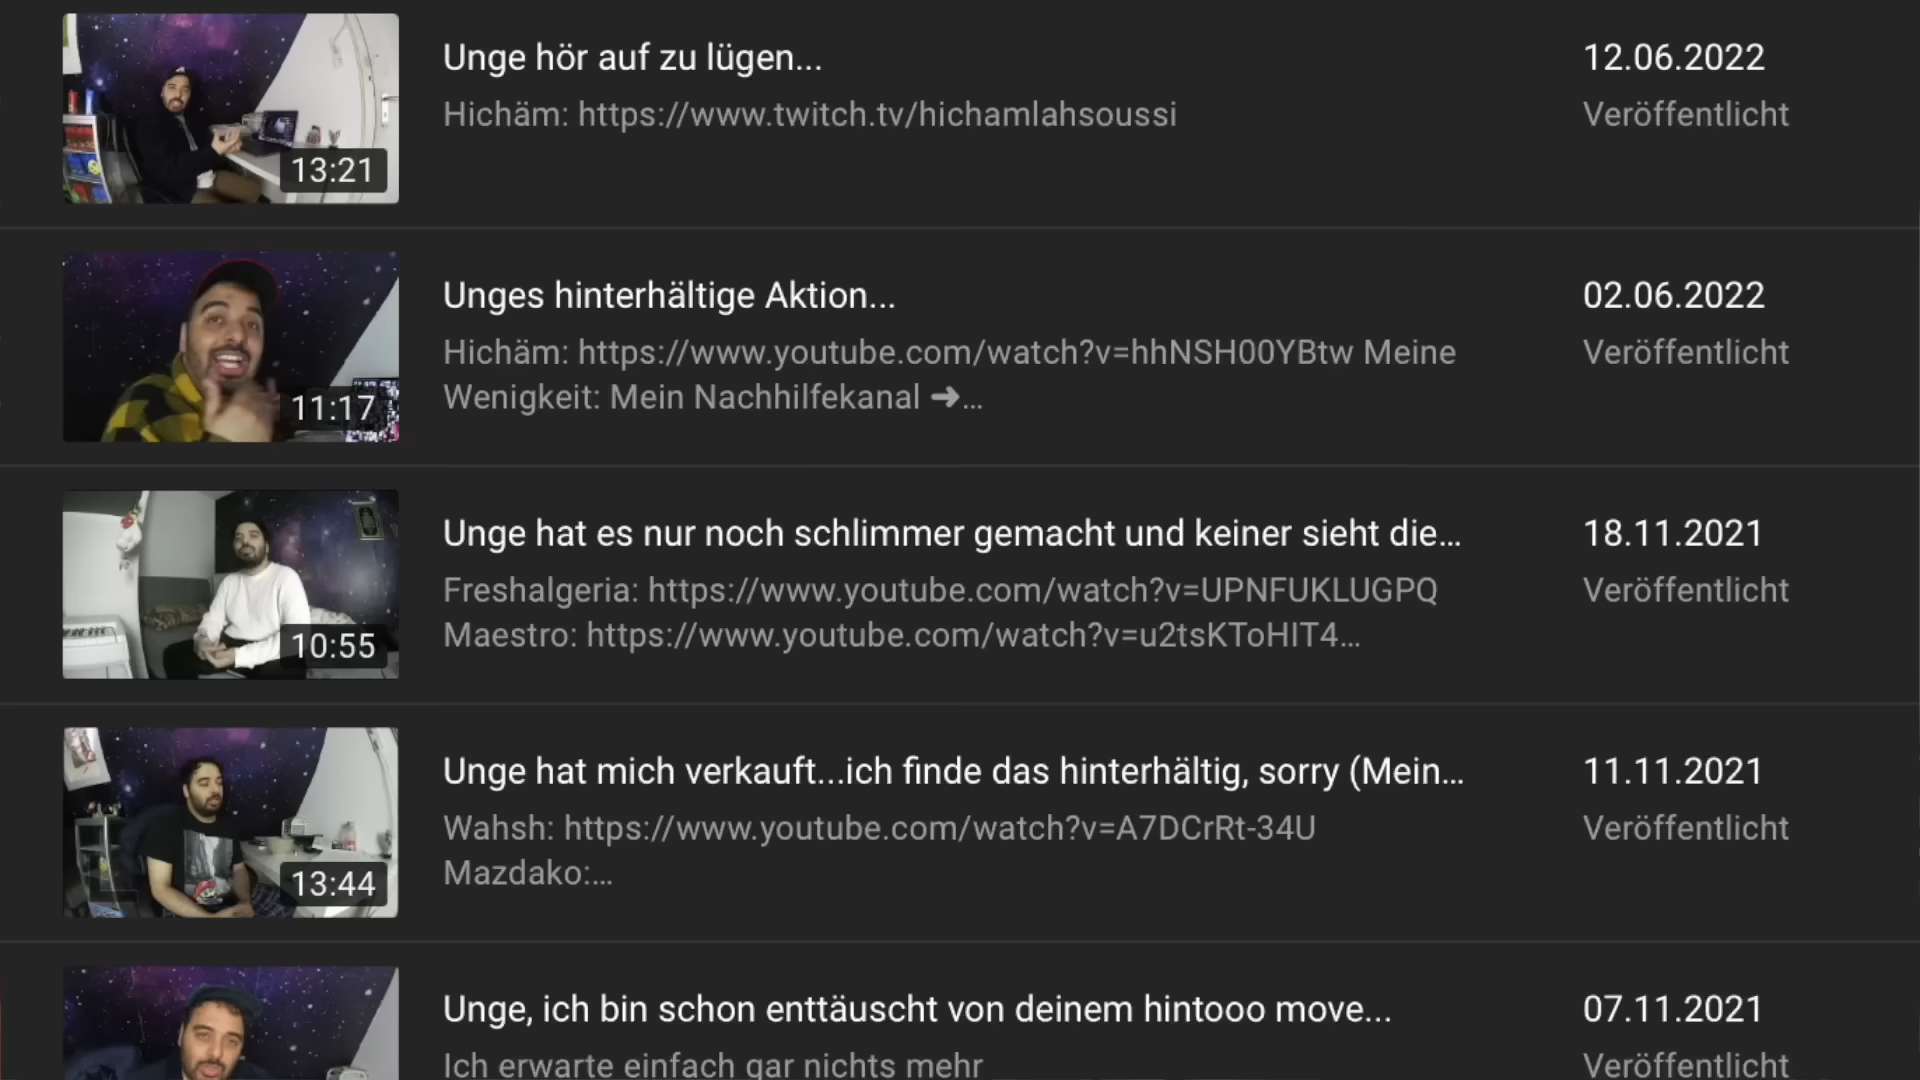 Unge hör auf zu lügen...
12.06.2022
Hichäm: https://www.twitch.tv/hichamlahsoussi
Veröffentlicht
13:21
Unges hinterhältige Aktion...
02.06.2022
Hichäm: https://www.youtube.com/watch?v=hhNSH00YBtw Meine
Veröffentlicht
Wenigkeit: Mein Nachhilfekanal ➜...
11:17
Unge hat es nur noch schlimmer gemacht und keiner sieht die...
18.11.2021
Freshalgeria: https://www.youtube.com/watch?v=UPNFUKLUGPQ
Veröffentlicht
Maestro: https://www.youtube.com/watch?v=u2tsKToHIT4...
10:55
Unge hat mich verkauft...ich finde das hinterhältig, sorry (Mein...
11.11.2021
Wahsh: https://www.youtube.com/watch?v=A7DCrRt-34U
Veröffentlicht
Mazdako:...
13:44
Unge, ich bin schon enttäuscht von deinem hintooo move...
07.11.2021
Ich erwarte einfach gar nichts mehr
Veröffentlicht